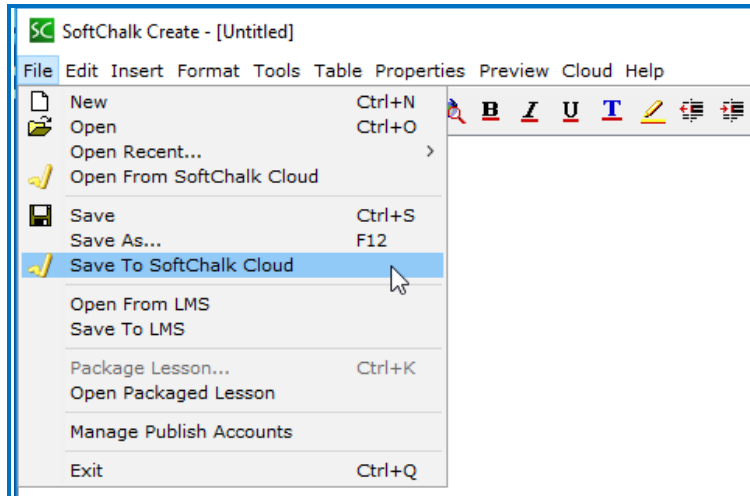 SC SoftChalk Create - [Untitled]
File Edit Insert Format Tools Table Properties Preview Cloud Help
New Ctrl+N
B I U T
Open Ctrl+O
Open Recent... >
Open From SoftChalk Cloud
Save Ctrl+S
Save As... F12
Save To SoftChalk Cloud
Open From LMS
Save To LMS
Package Lesson... Ctrl+K
Open Packaged Lesson
Manage Publish Accounts
Exit Ctrl+Q